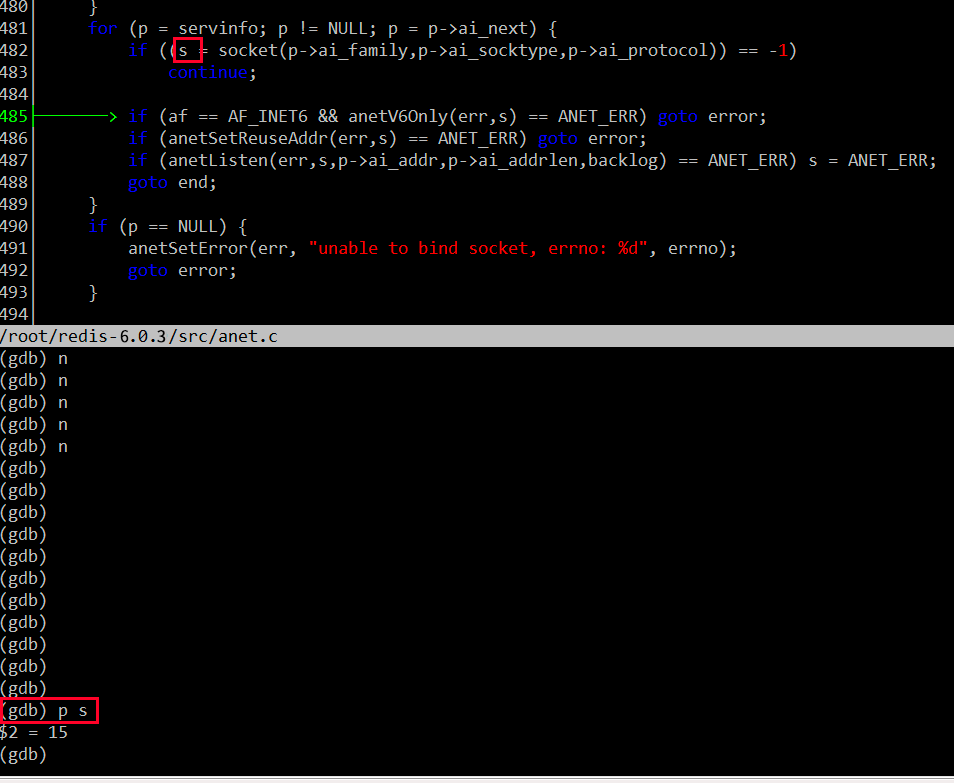 480     }
481     for (p = servinfo; p != NULL; p = p->ai_next) {
482         if ((s = socket(p->ai_family,p->ai_socktype,p->ai_protocol)) == -1)
483             continue;
484
485         if (af == AF_INET6 && anetV6Only(err,s) == ANET_ERR) goto error;
486         if (anetSetReuseAddr(err,s) == ANET_ERR) goto error;
487         if (anetListen(err,s,p->ai_addr,p->ai_addrlen,backlog) == ANET_ERR) s = ANET_ERR;
488         goto end;
489     }
490     if (p == NULL) {
491         anetSetError(err, "unable to bind socket, errno: %d", errno);
492         goto error;
493     }
494
/root/redis-6.0.3/src/anet.c
(gdb) n
(gdb) n
(gdb) n
(gdb) n
(gdb) n
(gdb)
(gdb)
(gdb)
(gdb)
(gdb)
(gdb)
(gdb)
(gdb)
(gdb)
(gdb)
(gdb)
(gdb) p s
$2 = 15
(gdb)